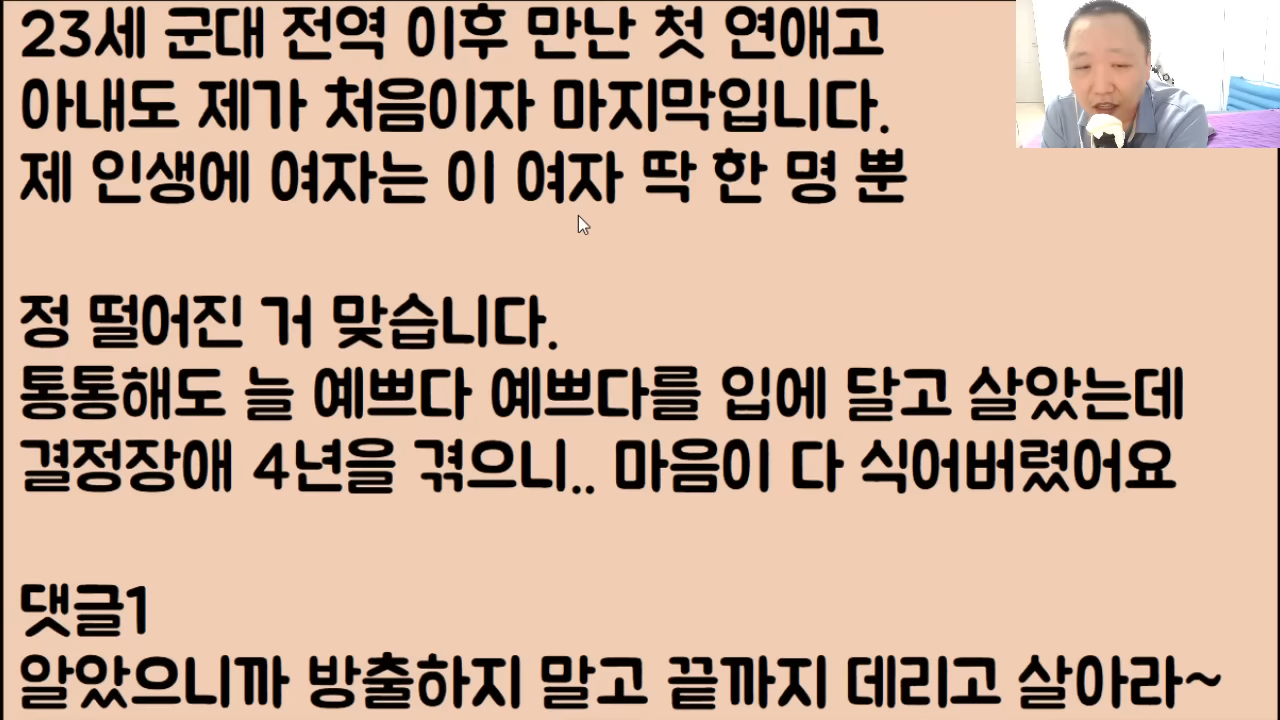 23세 군대 전역 이후 만난 첫 연애고
아내도 제가 처음이자 마지막입니다.
제 인생에 여자는 이 여자 딱 한 명 뿐
정 떨어진 거 맞습니다.
통통해도 늘 예쁘다 예쁘다를 입에 달고 살았는데
결정장애 4년을 겪으니.. 마음이 다 식어버렸어요
댓글1
알았으니까 방출하지 말고 끝까지 데리고 살아라~